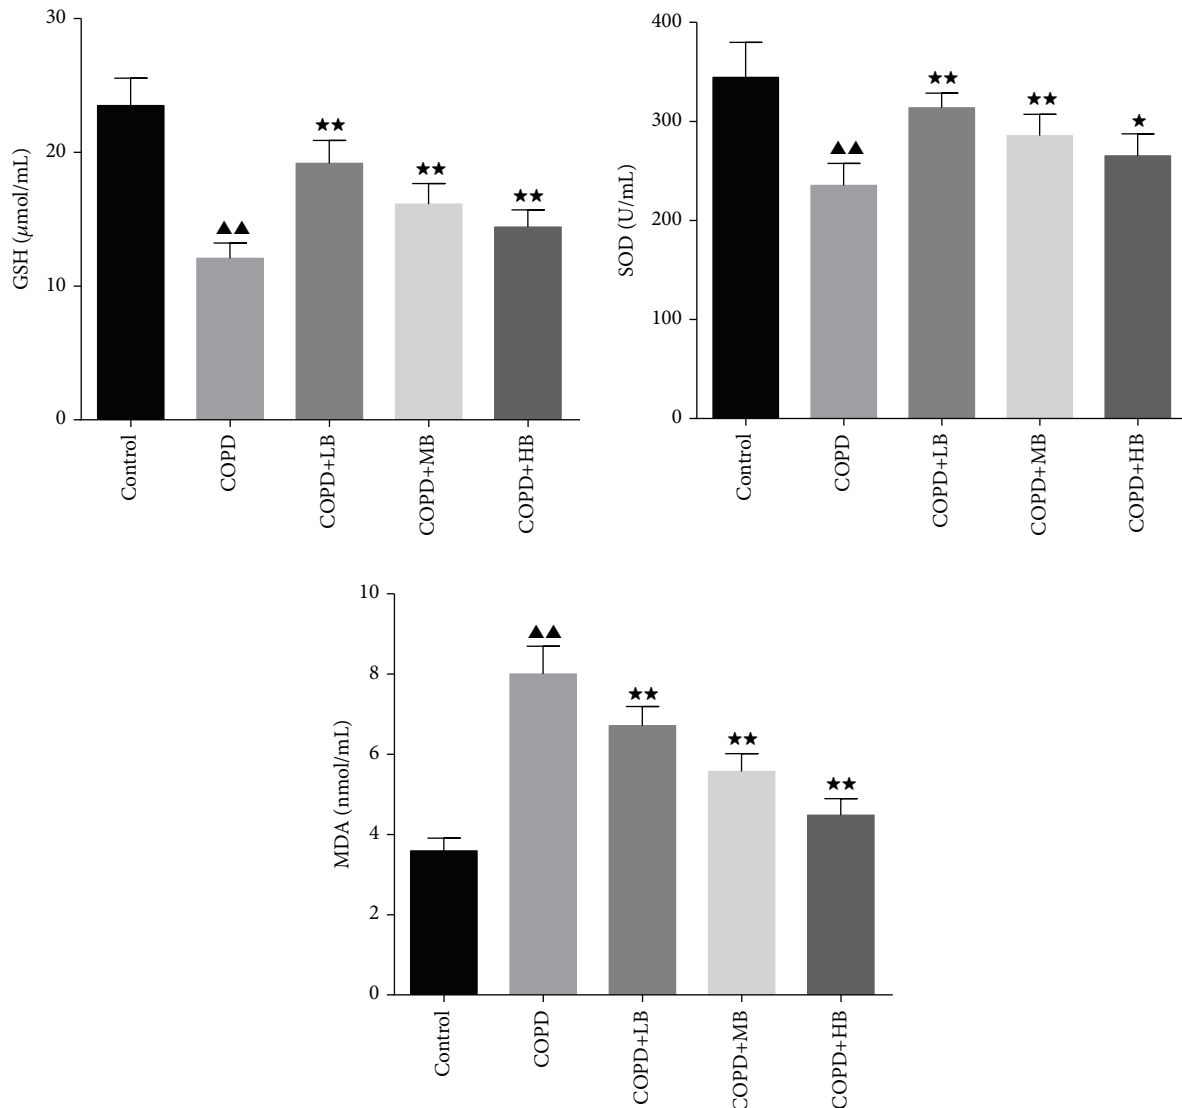 30
20
10
0
GSH (μmol/mL)
▲▲
★★
★★
★★
Control
COPD
COPD+LB
COPD+MB
COPD+HB
400
300
200
100
0
SOD (U/mL)
▲▲
★★
★★
★
Control
COPD
COPD+LB
COPD+MB
COPD+HB
10
8
6
4
2
0
MDA (nmol/mL)
▲▲
★★
★★
★★
Control
COPD
COPD+LB
COPD+MB
COPD+HB